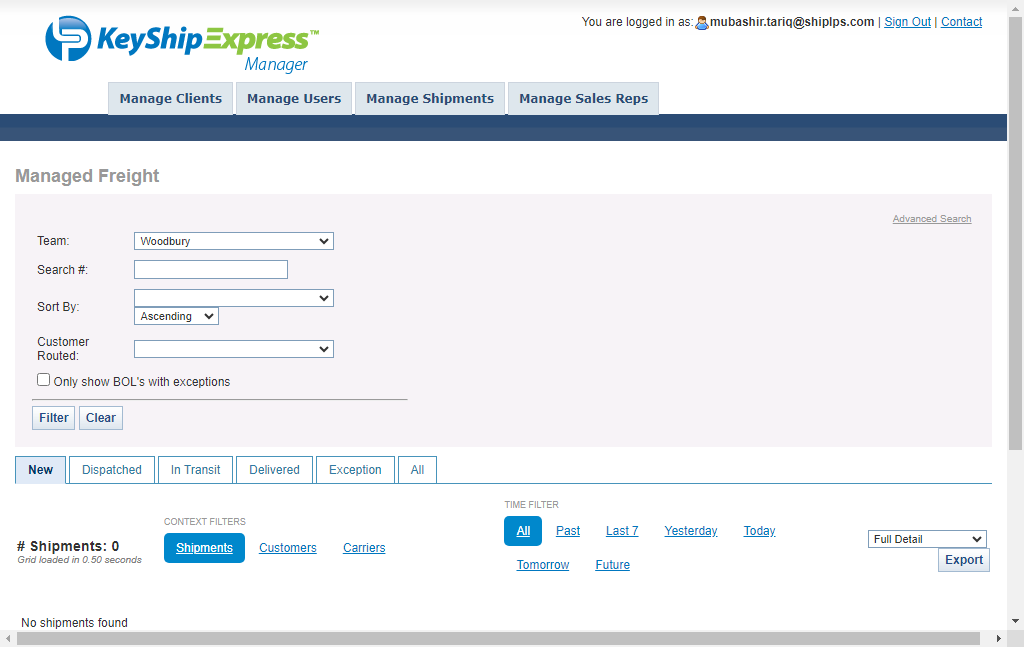 You are logged in as: mubashir.tariq@shiplps.com | Sign Out | Contact
KeyShipExpress™
Manager
Manage Clients Manage Users Manage Shipments Manage Sales Reps
Managed Freight
Advanced Search
Team: Woodbury
Search #:
Sort By:
Ascending
Customer
Routed:
Only show BOL's with exceptions
Filter Clear
New Dispatched In Transit Delivered Exception All
TIME FILTER
CONTEXT FILTERS
All Past Last 7 Yesterday Today
Full Detail
# Shipments: 0
Shipments Customers Carriers
Grid loaded in 0.50 seconds
Export
Tomorrow Future
No shipments found